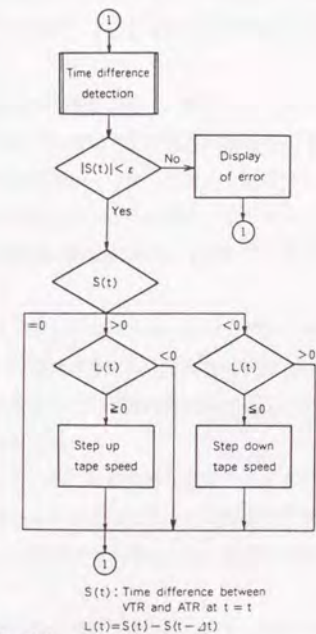 1
Time difference
detection
|S(t)| < ε
No
Display
of error
1
Yes
S(t)
=0
>0
<0
L(t)
<0
L(t)
>0
≥0
≤0
Step up
tape speed
Step down
tape speed
1
S(t) : Time difference between
VTR and ATR at t = t
L(t)=S(t)−S(t−Δt)